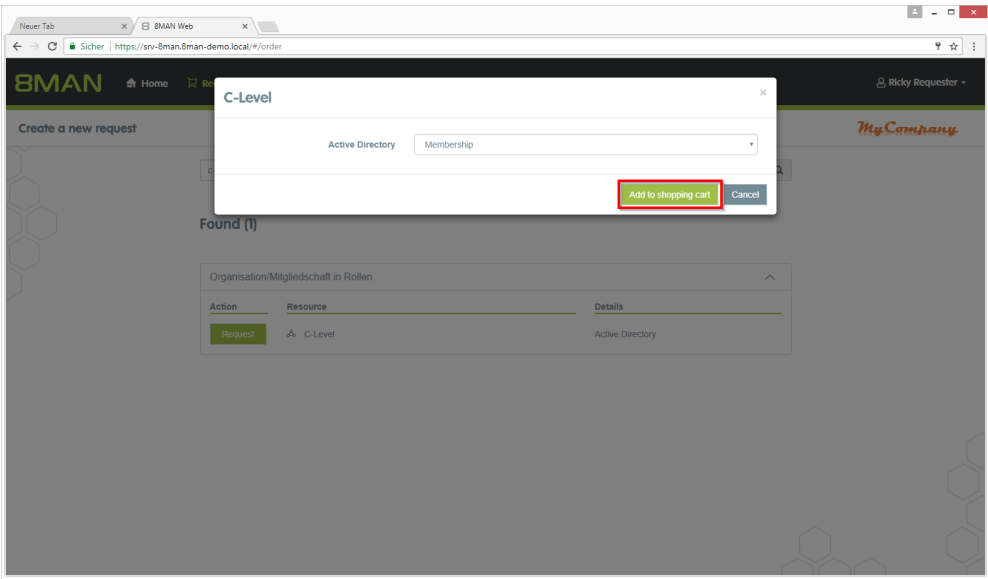 Neuer Tab
8MAN Web
Sicher https://srv-8man.8man-demo.local/#/order
8MAN Home Re Ricky Requester
C-Level
Create a new request
MyCompany
Active Directory Membership
Add to shopping cart Cancel
Found (1)
Organisation/Mitgliedschaft in Rollen
Action Resource Details
Request C-Level Active Directory